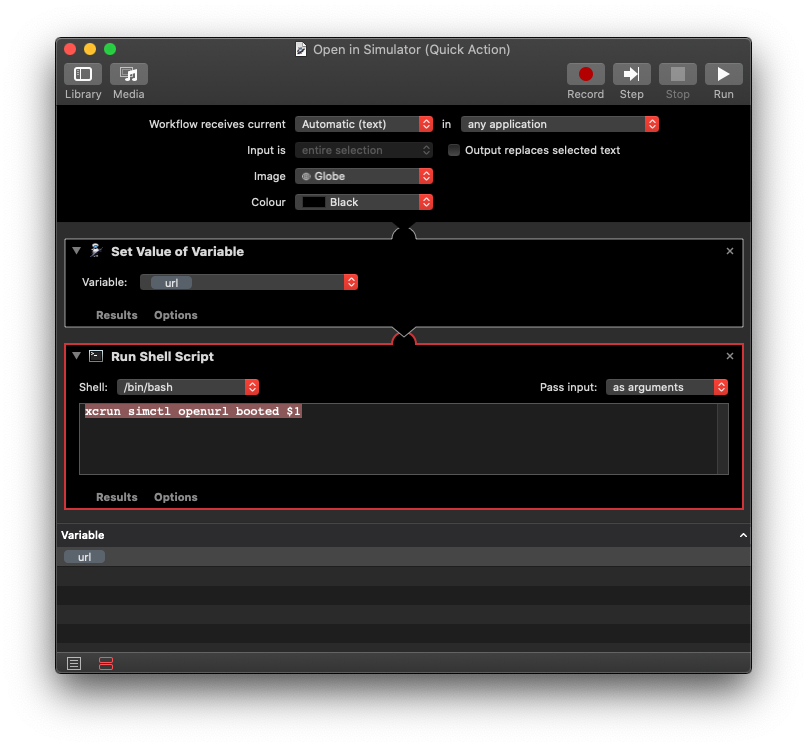 Open in Simulator (Quick Action)
Library Media Record Step Stop Run
Workflow receives current Automatic (text) in any application
Input is entire selection Output replaces selected text
Image Globe
Colour Black
Set Value of Variable
Variable: url
Results Options
Run Shell Script
Shell: /bin/bash Pass input: as arguments
xcrun simctl openurl booted $1
Results Options
Variable
url